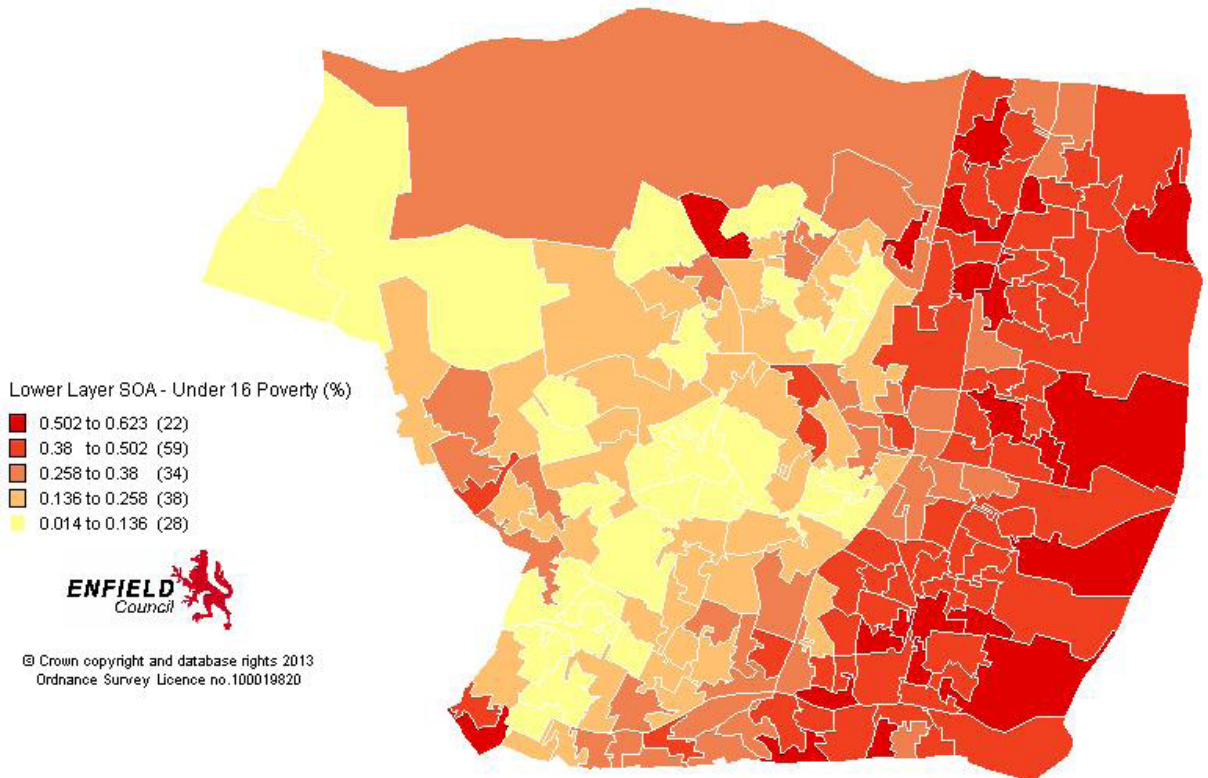 Lower Layer SOA - Under 16 Poverty (%)
0.502 to 0.623 (22)
0.38 to 0.502 (59)
0.258 to 0.38 (34)
0.136 to 0.258 (38)
0.014 to 0.136 (28)
ENFIELD
Council
© Crown copyright and database rights 2013
Ordnance Survey Licence no.100019820